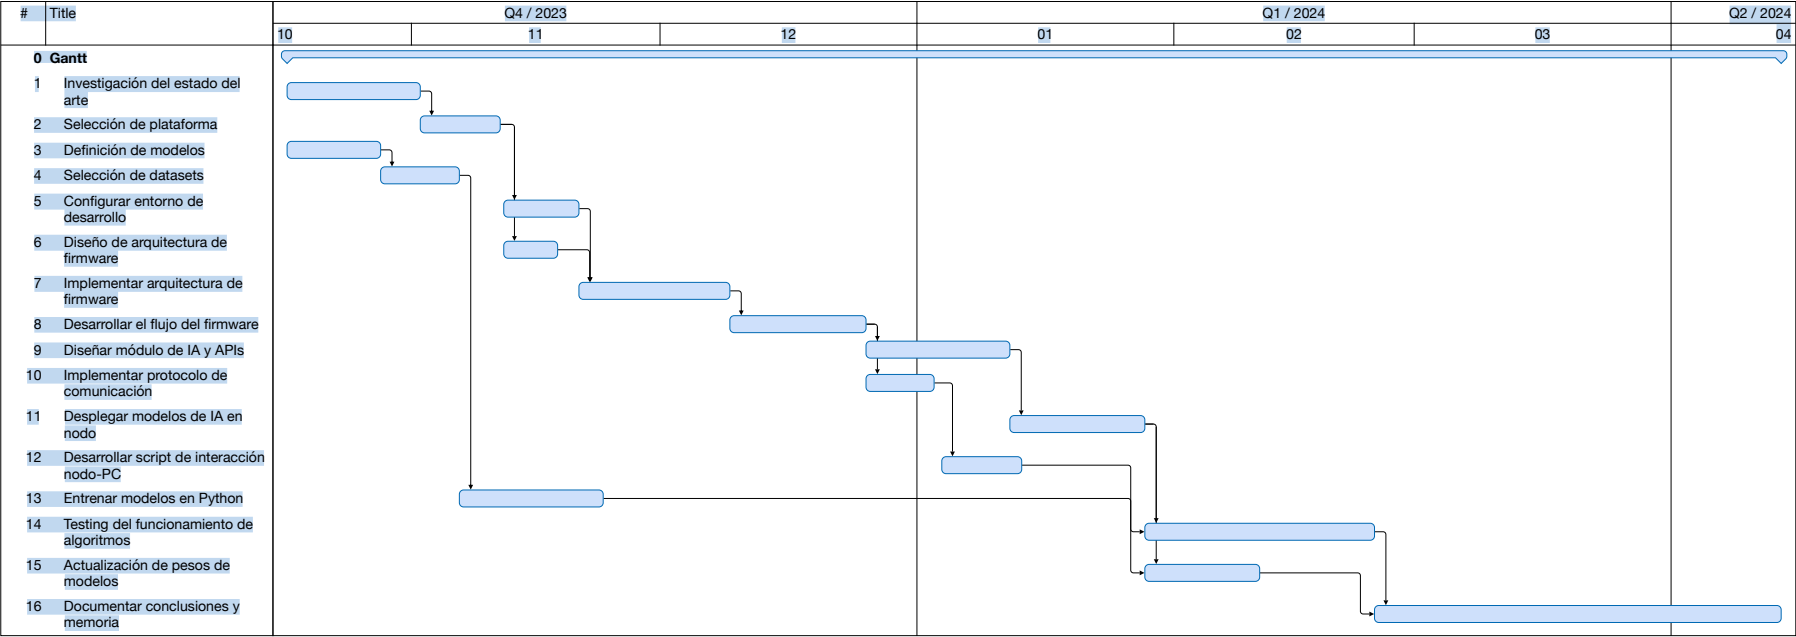 # Title Q4 / 2023 Q1 / 2024 Q2 / 2024
10 11 12 01 02 03 04
0 Gantt
1 Investigación del estado del
arte
2 Selección de plataforma
3 Definición de modelos
4 Selección de datasets
5 Configurar entorno de
desarrollo
6 Diseño de arquitectura de
firmware
7 Implementar arquitectura de
firmware
8 Desarrollar el flujo del firmware
9 Diseñar módulo de IA y APIs
10 Implementar protocolo de
comunicación
11 Desplegar modelos de IA en
nodo
12 Desarrollar script de interacción
nodo-PC
13 Entrenar modelos en Python
14 Testing del funcionamiento de
algoritmos
15 Actualización de pesos de
modelos
16 Documentar conclusiones y
memoria